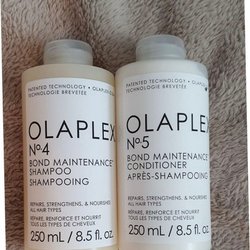 PATENTED TECHNOLOGY • OLAPLEX
TECHNOLOGIE BREVETÉE
OLAPLEX
Nº4
BOND MAINTENANCE
SHAMPOO
SHAMPOOING
REPAIRS, STRENGTHENS, & NOURISHES
ALL HAIR TYPES
RÉPARE, RENFORCE ET NOURRIT
TOUS LES TYPES DE CHEVEUX
250 mL / 8.5 fl. oz.
PATENTED TECHNOLOGY •
TECHNOLOGIE BREVETÉE
OLAPLEX
Nº5
BOND MAINTENANCE
CONDITIONER
APRÈS-SHAMPOOING
REPAIRS, STRENGTHENS, & NOURISHES
ALL HAIR TYPES
RÉPARE, RENFORCE ET NOURRIT
TOUS LES TYPES DE CHEVEUX
250 mL / 8.5 fl. oz.